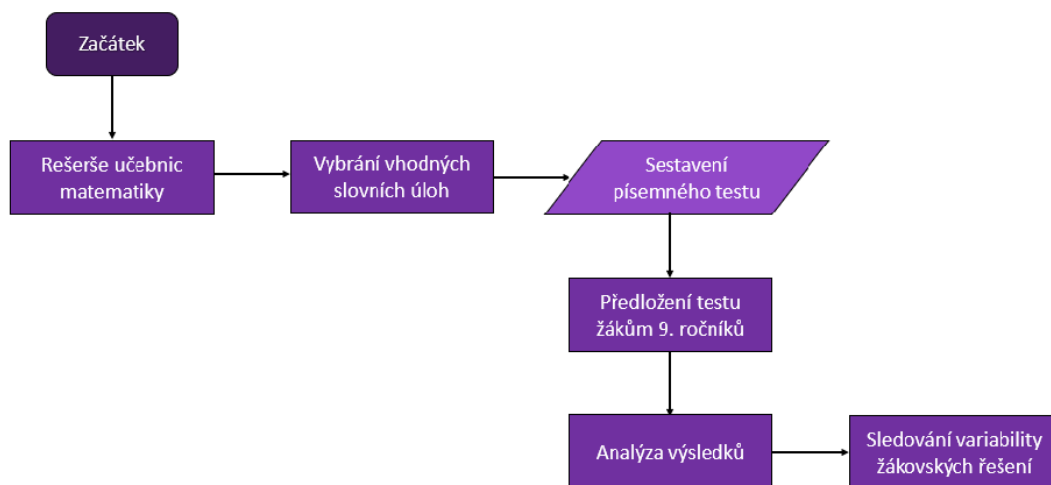 Začátek
Rešerše učebnic
matematiky
Vybrání vhodných
slovních úloh
Sestavení
písemného testu
Předložení testu
žákům 9. ročníků
Analýza výsledků
Sledování variability
žákovských řešení